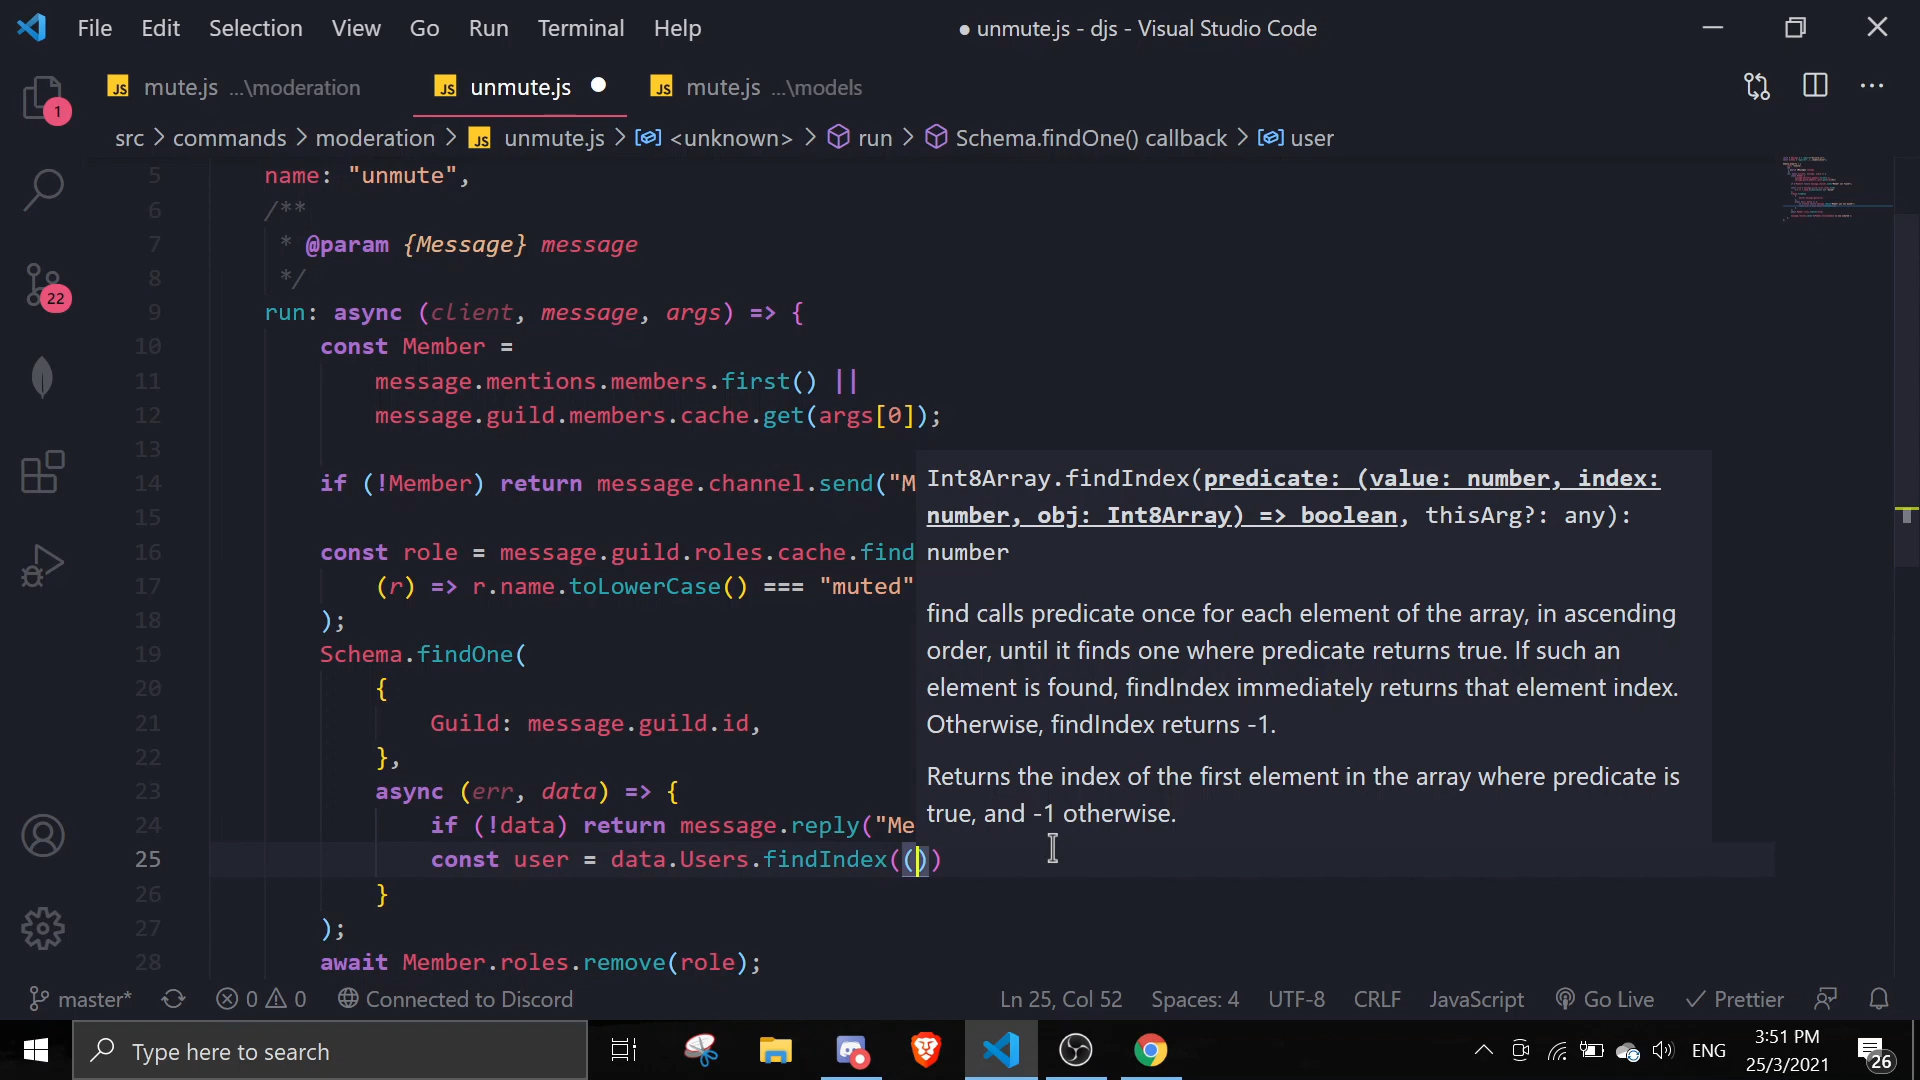 File Edit Selection View Go Run Terminal Help
● unmute.js - djs - Visual Studio Code
JS mute.js ...\moderation
JS unmute.js
JS mute.js ...\models
src > commands > moderation > JS unmute.js > <unknown> > run > Schema.findOne() callback > user
1
22
5 name: "unmute",
6 /**
7 * @param {Message} message
8 */
9 run: async (client, message, args) => {
10 const Member =
11 message.mentions.members.first() ||
12 message.guild.members.cache.get(args[0]);
13
14 if (!Member) return message.channel.send("M
15
16 const role = message.guild.roles.cache.find
17 (r) => r.name.toLowerCase() === "muted"
18 );
19 Schema.findOne(
20 {
21 Guild: message.guild.id,
22 },
23 async (err, data) => {
24 if (!data) return message.reply("Me
25 const user = data.Users.findIndex(())
26 }
27 );
28 await Member.roles.remove(role);
Int8Array.findIndex(predicate: (value: number, index:
number, obj: Int8Array) => boolean, thisArg?: any):
number
find calls predicate once for each element of the array, in ascending
order, until it finds one where predicate returns true. If such an
element is found, findIndex immediately returns that element index.
Otherwise, findIndex returns -1.
Returns the index of the first element in the array where predicate is
true, and -1 otherwise.
master* 0 0 Connected to Discord
Ln 25, Col 52 Spaces: 4 UTF-8 CRLF JavaScript Go Live Prettier
Type here to search
ENG
3:51 PM
25/3/2021
26